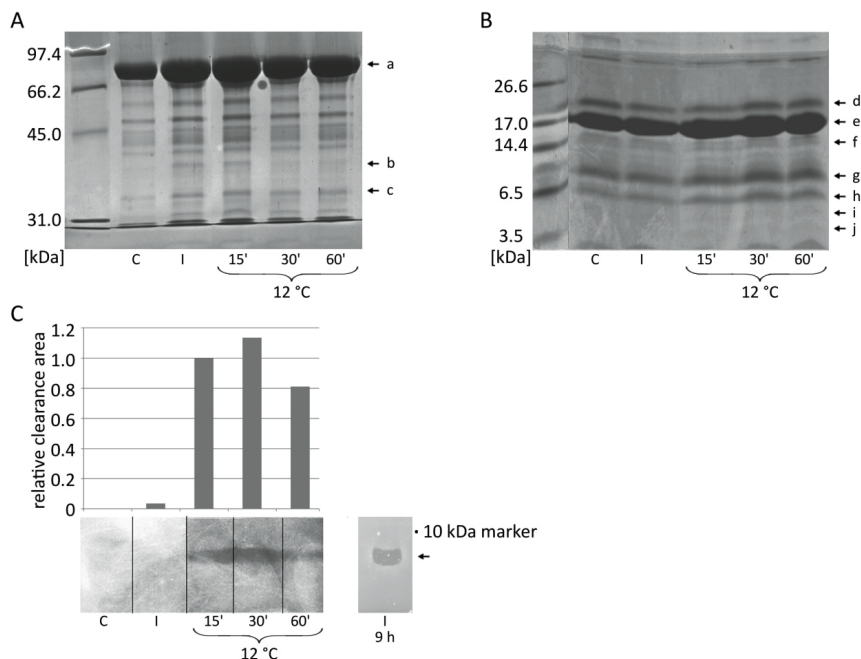 A
97.4
66.2
45.0
31.0
[kDa]
a
b
c
C I 15' 30' 60'
12 °C
B
26.6
17.0
14.4
6.5
3.5
[kDa]
d
e
f
g
h
i
j
C I 15' 30' 60'
12 °C
C
relative clearance area
1.2
1.0
0.8
0.6
0.4
0.2
0
10 kDa marker
C I 15' 30' 60'
12 °C
I
9 h